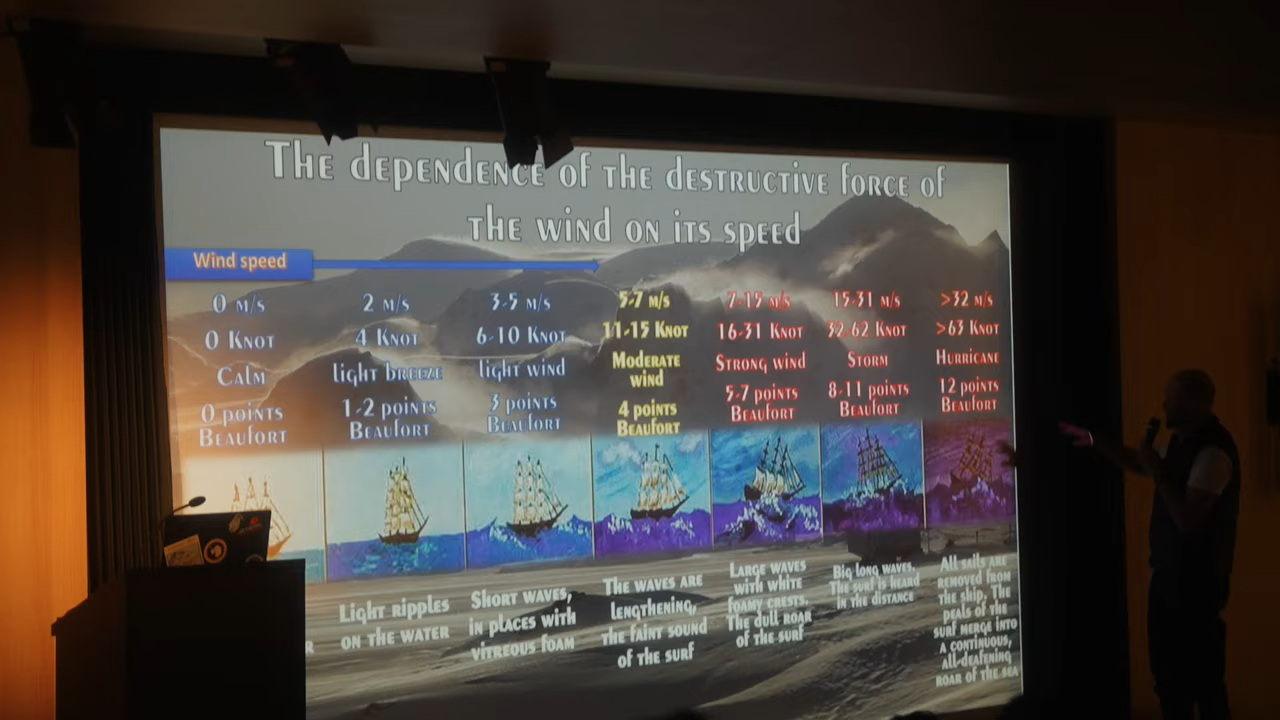 The dependence of the destructive force of
the wind on its speed
Wind speed
0 m/s
0 Knot
Calm
0 points
Beaufort
2 m/s
4 Knot
light breeze
1-2 points
Beaufort
3-5 m/s
6-10 Knot
light wind
3 points
Beaufort
5-7 m/s
11-15 Knot
Moderate
wind
4 points
Beaufort
7-15 m/s
16-31 Knot
Strong wind
5-7 points
Beaufort
15-31 m/s
32-62 Knot
Storm
8-11 points
Beaufort
>32 m/s
>63 Knot
Hurricane
12 points
Beaufort
Light ripples
on the water
Short waves,
in places with
vitreous foam
The waves are
lengthening,
the faint sound
of the surf
Large waves
with white
foamy crests.
The dull roar
of the surf
Big long waves.
The surf is heard
in the distance
All sails are
removed from
the ship. The
peals of the
surf merge into
a continuous,
all-deafening
roar of the sea